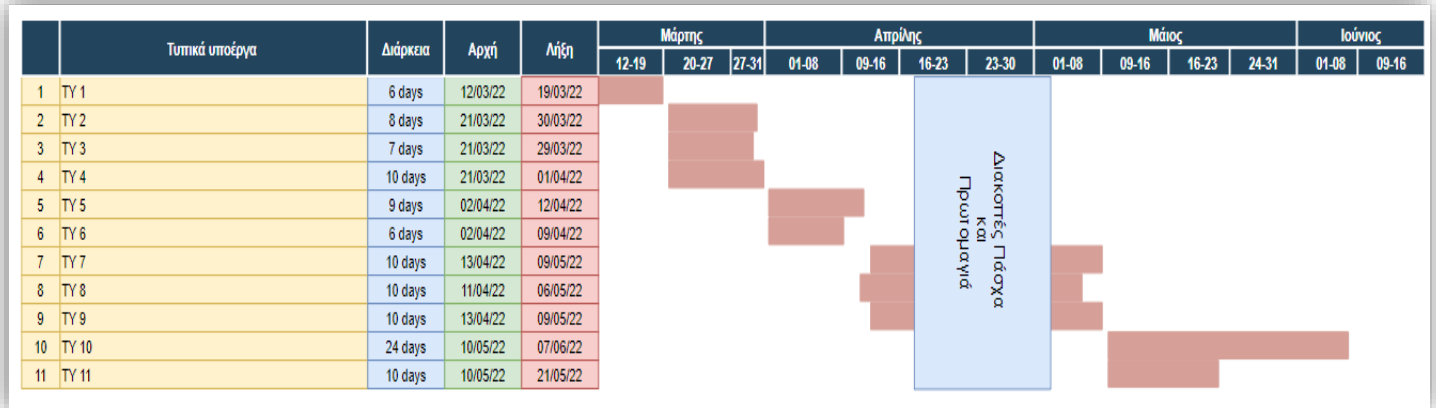 Τυπικά υποέργα Διάρκεια Αρχή Λήξη Μάρτης Απρίλης Μάιος Ιούνιος
12-19 20-27 27-31 01-08 09-16 16-23 23-30 01-08 09-16 16-23 24-31 01-08 09-16
1 ΤΥ 1 6 days 12/03/22 19/03/22
2 ΤΥ 2 8 days 21/03/22 30/03/22
3 ΤΥ 3 7 days 21/03/22 29/03/22
4 ΤΥ 4 10 days 21/03/22 01/04/22
5 ΤΥ 5 9 days 02/04/22 12/04/22
6 ΤΥ 6 6 days 02/04/22 09/04/22
7 ΤΥ 7 10 days 13/04/22 09/05/22
8 ΤΥ 8 10 days 11/04/22 06/05/22
9 ΤΥ 9 10 days 13/04/22 09/05/22
10 ΤΥ 10 24 days 10/05/22 07/06/22
11 ΤΥ 11 10 days 10/05/22 21/05/22
Διακοπές Πάσχα
και
Πρωτομαγιά